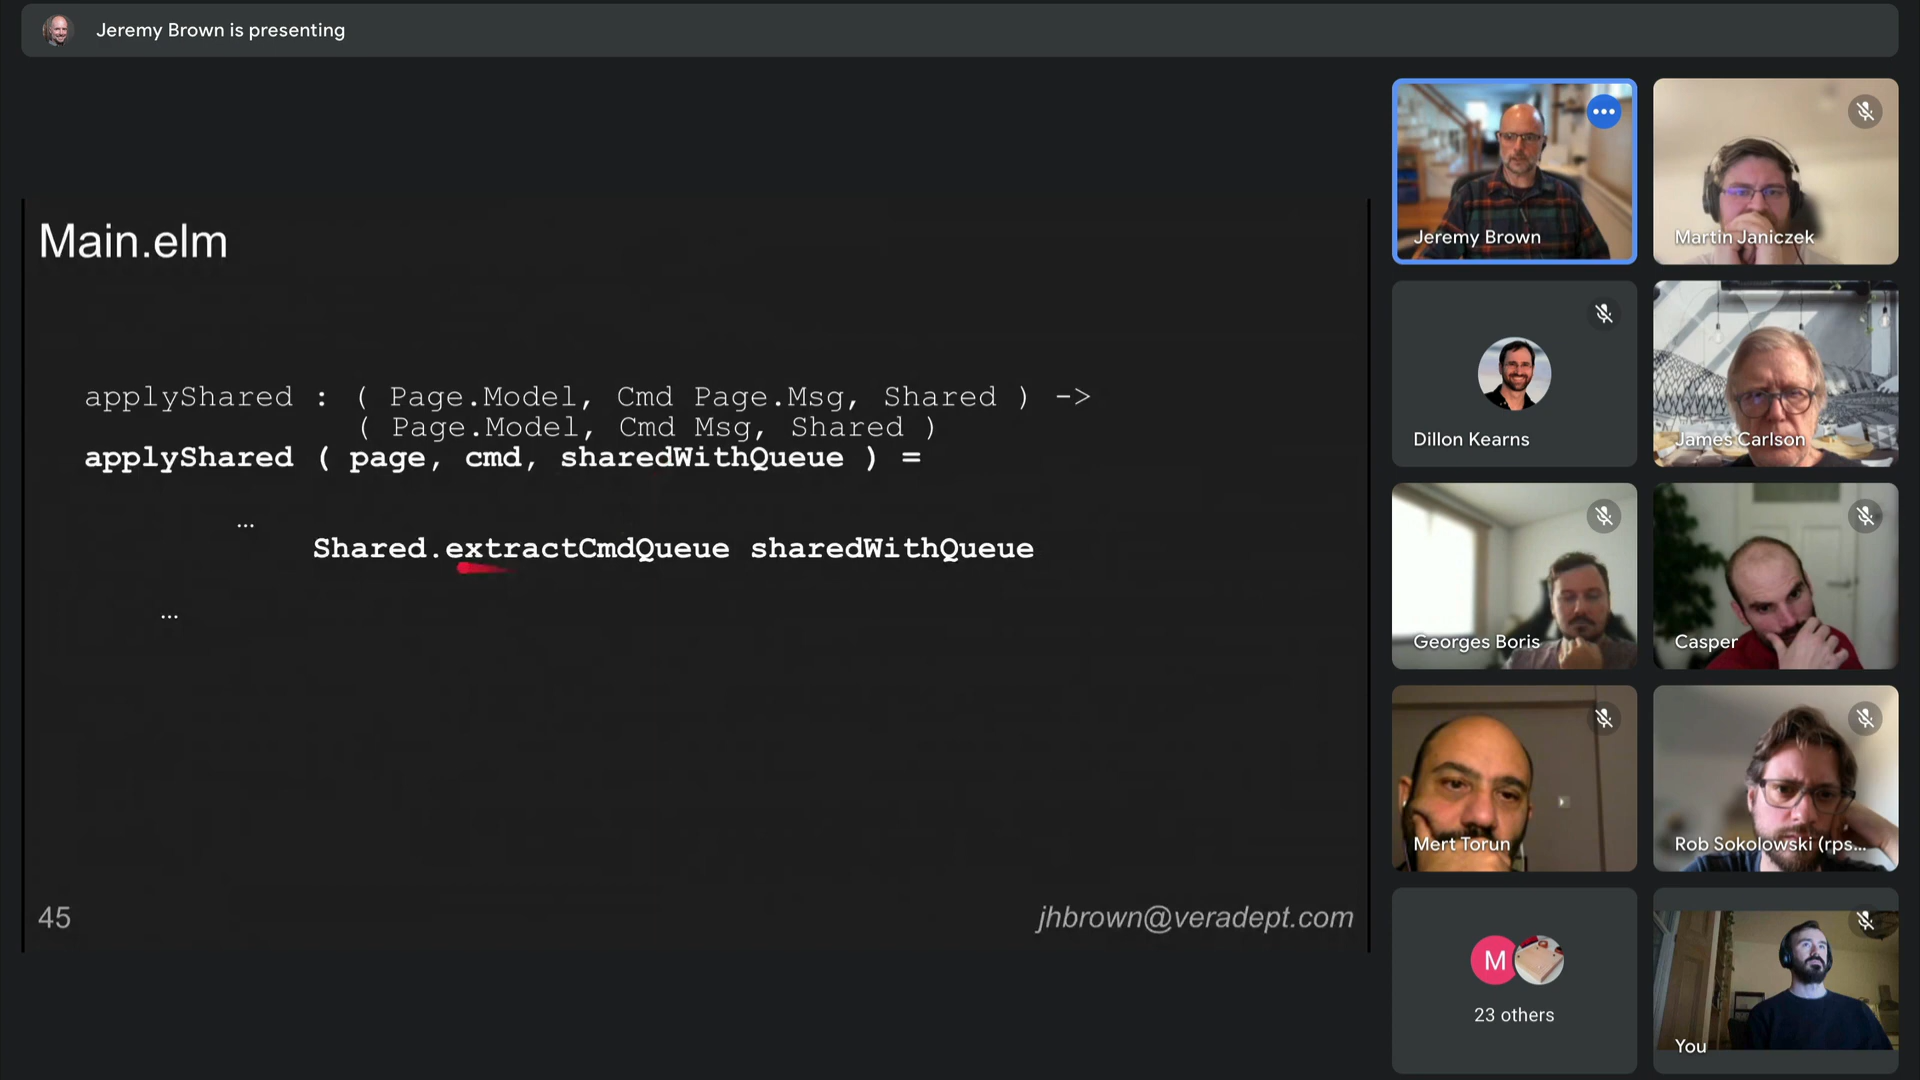 Jeremy Brown is presenting
Main.elm
applyShared : ( Page.Model, Cmd Page.Msg, Shared ) ->
( Page.Model, Cmd Msg, Shared )
applyShared ( page, cmd, sharedWithQueue ) =
...
Shared.extractCmdQueue sharedWithQueue
...
45
jhbrown@veradept.com
Jeremy Brown
Martin Janiczek
Dillon Kearns
James Carlson
Georges Boris
Casper
Mert Torun
Rob Sokolowski (rps...
M
23 others
You